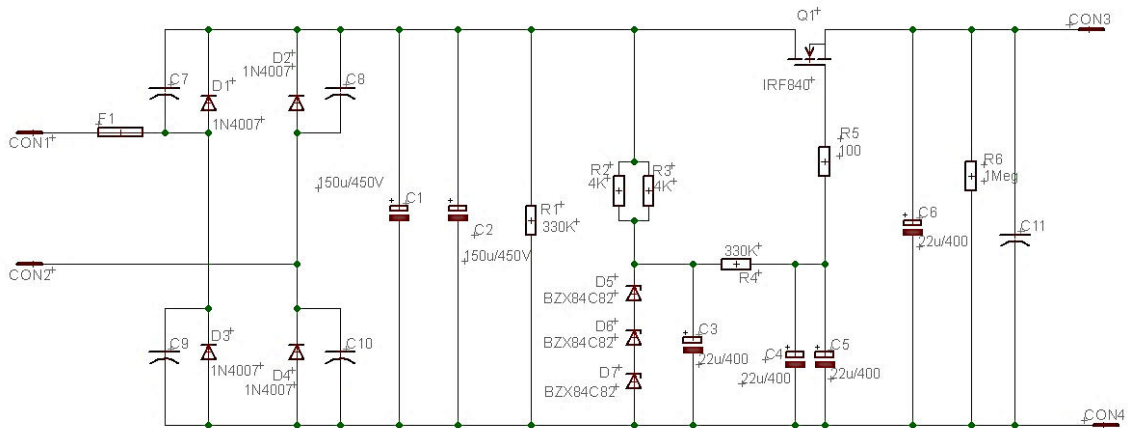 Q1
CON3
D2
1N4007
C7
C8
D1
IRF840
F1
1N4007
CON1
R5
100
R2
4K
R3
4K
R6
1Meg
150u/450V
C1
C2
R1
330K
C6
22u/400
C11
150u/450V
330K
R4
CON2
D5
BZX84C82
D6
BZX84C82
C3
22u/400
C4
22u/400
C5
22u/400
D7
BZX84C82
C9
D3
1N4007
D4
1N4007
C10
CON4